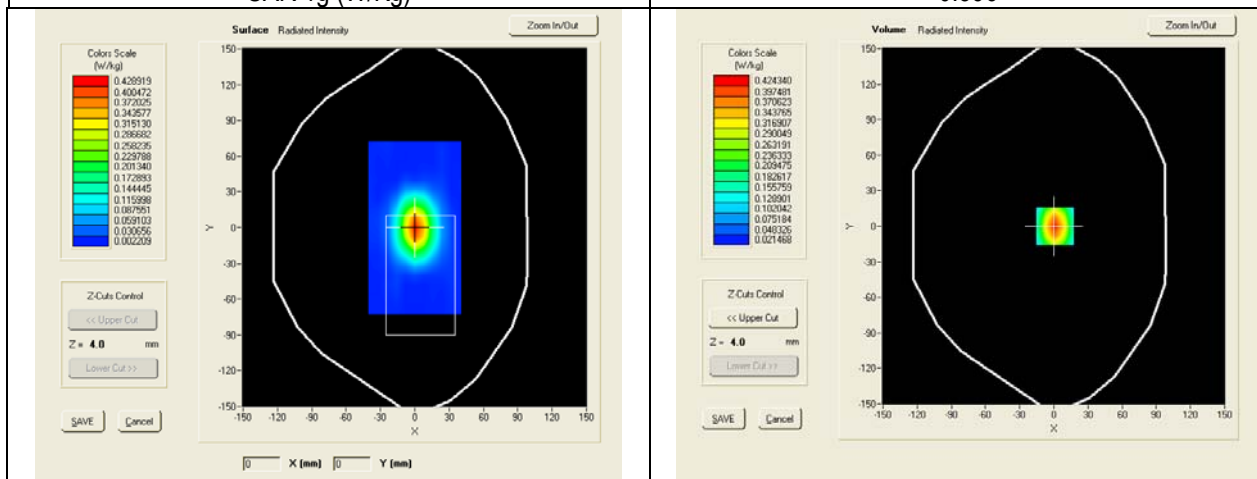 SAR 1g (W/Kg)
Surface Radiated Intensity
Zoom In/Out
Colors Scale
(W/kg)
0.428919
0.400472
0.372025
0.343577
0.315130
0.286682
0.258235
0.229788
0.201340
0.172893
0.144445
0.115998
0.087551
0.059103
0.030656
0.002209
Z-Cuts Control
<< Upper Cut
Z = 4.0 mm
Lower Cut >>
SAVE Cancel
150
120
90
60
30
0
-30
-60
-90
-120
-150
Y
-150 -120 -90 -60 -30 0 30 60 90 120 150
X
0 X (mm) 0 Y (mm)
Volume Radiated Intensity
Zoom In/Out
Colors Scale
(W/kg)
0.424340
0.397481
0.370623
0.343765
0.316907
0.290049
0.263191
0.236333
0.209475
0.182617
0.155759
0.128901
0.102042
0.075184
0.048326
0.021468
Z-Cuts Control
<< Upper Cut
Z = 4.0 mm
Lower Cut >>
SAVE Cancel
150
120
90
60
30
0
-30
-60
-90
-120
-150
Y
-150 -120 -90 -60 -30 0 30 60 90 120 150
X